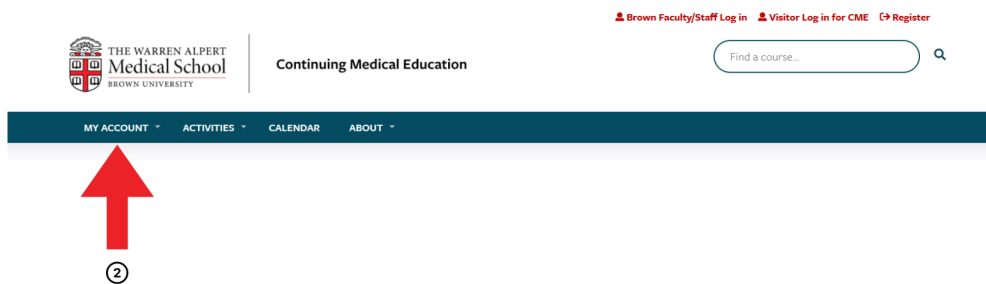 Brown Faculty/Staff Log in Visitor Log in for CME Register
THE WARREN ALPERT
Medical School
BROWN UNIVERSITY
Continuing Medical Education
Find a course...
MY ACCOUNT ACTIVITIES CALENDAR ABOUT
2